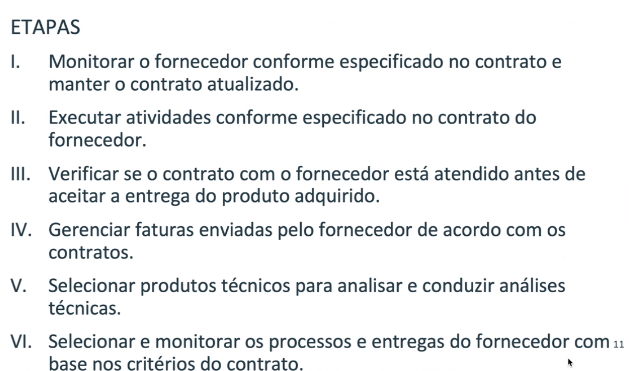 ETAPAS
I. Monitorar o fornecedor conforme especificado no contrato e
manter o contrato atualizado.
II. Executar atividades conforme especificado no contrato do
fornecedor.
III. Verificar se o contrato com o fornecedor está atendido antes de
aceitar a entrega do produto adquirido.
IV. Gerenciar faturas enviadas pelo fornecedor de acordo com os
contratos.
V. Selecionar produtos técnicos para analisar e conduzir análises
técnicas.
VI. Selecionar e monitorar os processos e entregas do fornecedor com 11
base nos critérios do contrato.